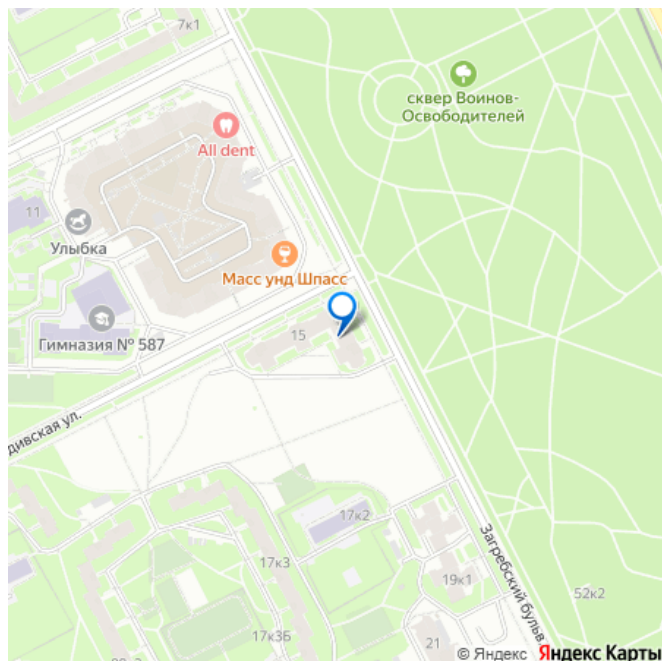 7к1
сквер Воинов-
Освободителей
All dent
11
Улыбка
Масс унд Шпасс
15
Гимназия № 587
дивская ул.
17к2
Загребский бульв
17к3
19к1
52к2
17к3Б
21
© Яндекс Яндекс Карты